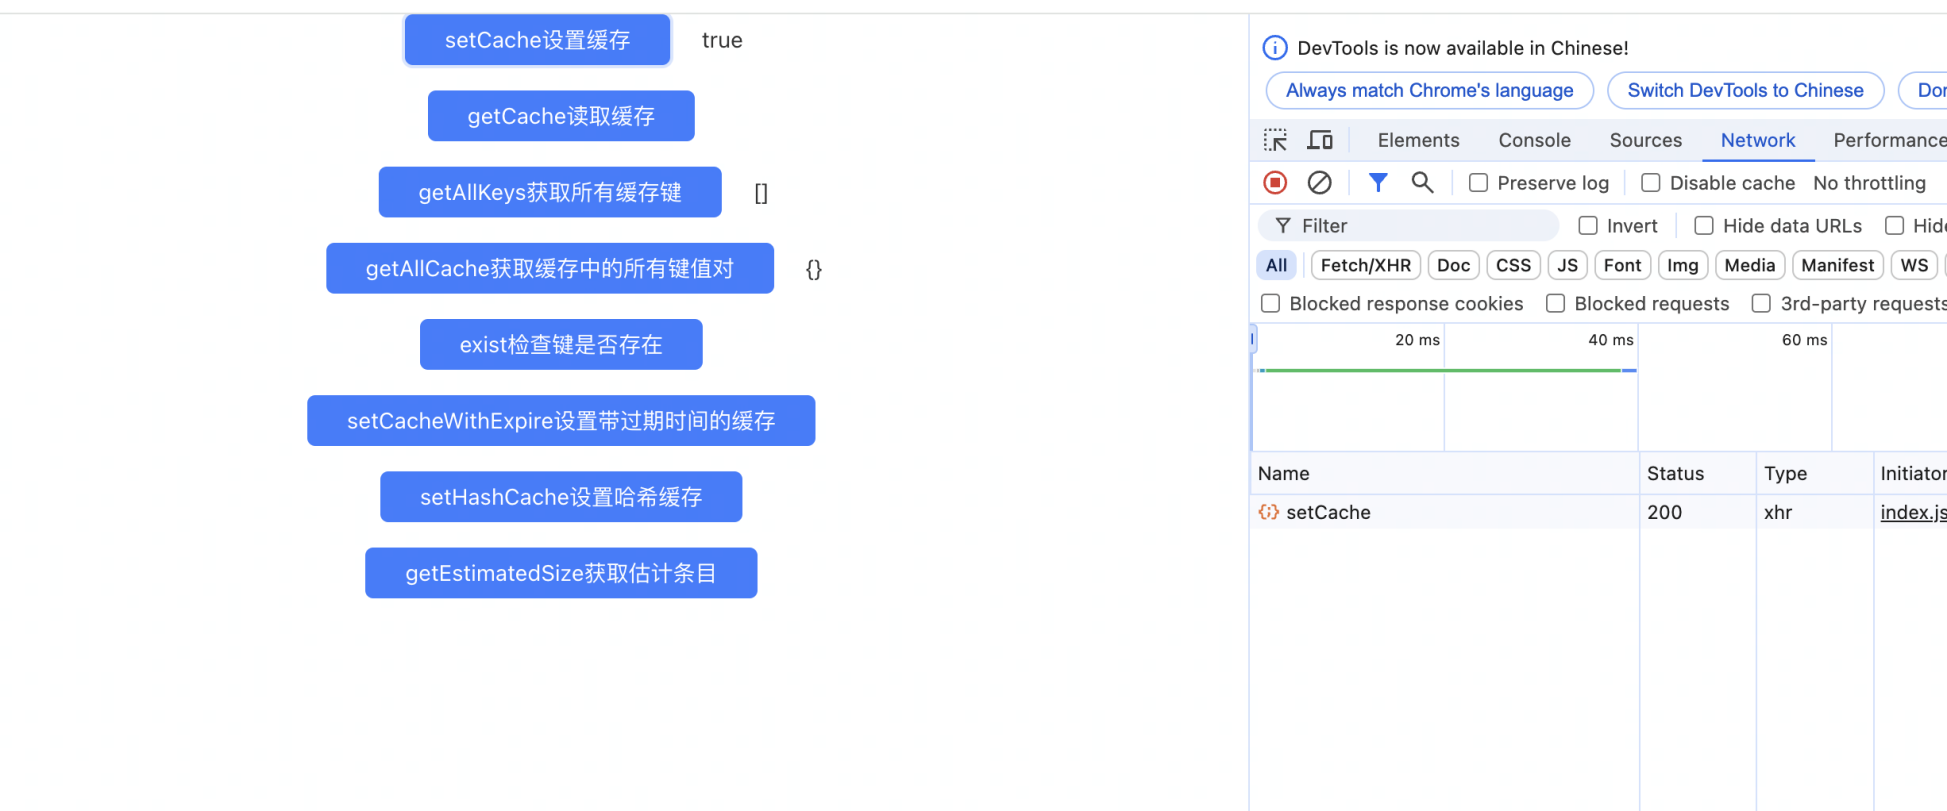 setCache设置缓存 true
getCache读取缓存
getAllKeys获取所有缓存键 []
getAllCache获取缓存中的所有键值对 {}
exist检查键是否存在
setCacheWithExpire设置带过期时间的缓存
setHashCache设置哈希缓存
getEstimatedSize获取估计条目
DevTools is now available in Chinese!
Always match Chrome's language Switch DevTools to Chinese Don
Elements Console Sources Network Performance
Preserve log Disable cache No throttling
Filter Invert Hide data URLs Hide
All Fetch/XHR Doc CSS JS Font Img Media Manifest WS
Blocked response cookies Blocked requests 3rd-party requests
20 ms 40 ms 60 ms
Name Status Type Initiator
setCache 200 xhr index.js